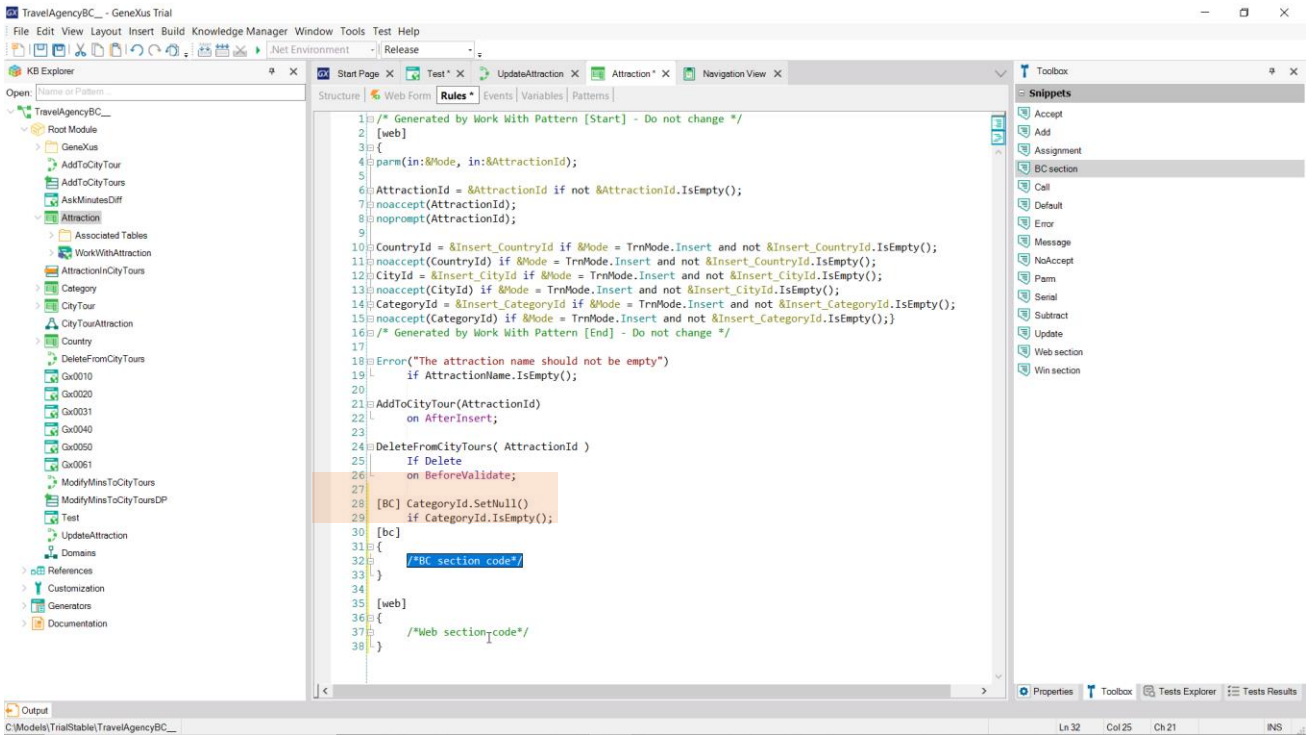 TravelAgencyBC__ - GeneXus Trial
File Edit View Layout Insert Build Knowledge Manager Window Tools Test Help
.Net Environment Release
KB Explorer
Open: Name or Pattern ...
TravelAgencyBC__
Root Module
GeneXus
AddToCityTour
AddToCityTours
AskMinutesDiff
Attraction
Associated Tables
WorkWithAttraction
AttractionInCityTours
Category
CityTour
CityTourAttraction
Country
DeleteFromCityTours
Gx0010
Gx0020
Gx0031
Gx0040
Gx0050
Gx0061
ModifyMinsToCityTours
ModifyMinsToCityToursDP
Test
UpdateAttraction
Domains
References
Customization
Generators
Documentation
Start Page X Test * X UpdateAttraction X Attraction * X Navigation View X
Structure Web Form Rules * Events Variables Patterns
1 /* Generated by Work With Pattern [Start] - Do not change */
2 [web]
3 {
4 parm(in:&Mode, in:&AttractionId);
5
6 AttractionId = &AttractionId if not &AttractionId.IsEmpty();
7 noaccept(AttractionId);
8 noprompt(AttractionId);
9
10 CountryId = &Insert_CountryId if &Mode = TrnMode.Insert and not &Insert_CountryId.IsEmpty();
11 noaccept(CountryId) if &Mode = TrnMode.Insert and not &Insert_CountryId.IsEmpty();
12 CityId = &Insert_CityId if &Mode = TrnMode.Insert and not &Insert_CityId.IsEmpty();
13 noaccept(CityId) if &Mode = TrnMode.Insert and not &Insert_CityId.IsEmpty();
14 CategoryId = &Insert_CategoryId if &Mode = TrnMode.Insert and not &Insert_CategoryId.IsEmpty();
15 noaccept(CategoryId) if &Mode = TrnMode.Insert and not &Insert_CategoryId.IsEmpty();}
16 /* Generated by Work With Pattern [End] - Do not change */
17
18 Error("The attraction name should not be empty")
19 if AttractionName.IsEmpty();
20
21 AddToCityTour(AttractionId)
22 on AfterInsert;
23
24 DeleteFromCityTours( AttractionId )
25 If Delete
26 on BeforeValidate;
27
28 [BC] CategoryId.SetNull()
29 if CategoryId.IsEmpty();
30 [bc]
31 {
32 /*BC section code*/
33 }
34
35 [web]
36 {
37 /*Web section code*/
38 }
Toolbox
Snippets
Accept
Add
Assignment
BC section
Call
Default
Error
Message
NoAccept
Parm
Serial
Subtract
Update
Web section
Win section
Properties Toolbox Tests Explorer Tests Results
Output
C:\Models\TrialStable\TravelAgencyBC__ Ln 32 Col 25 Ch 21 INS